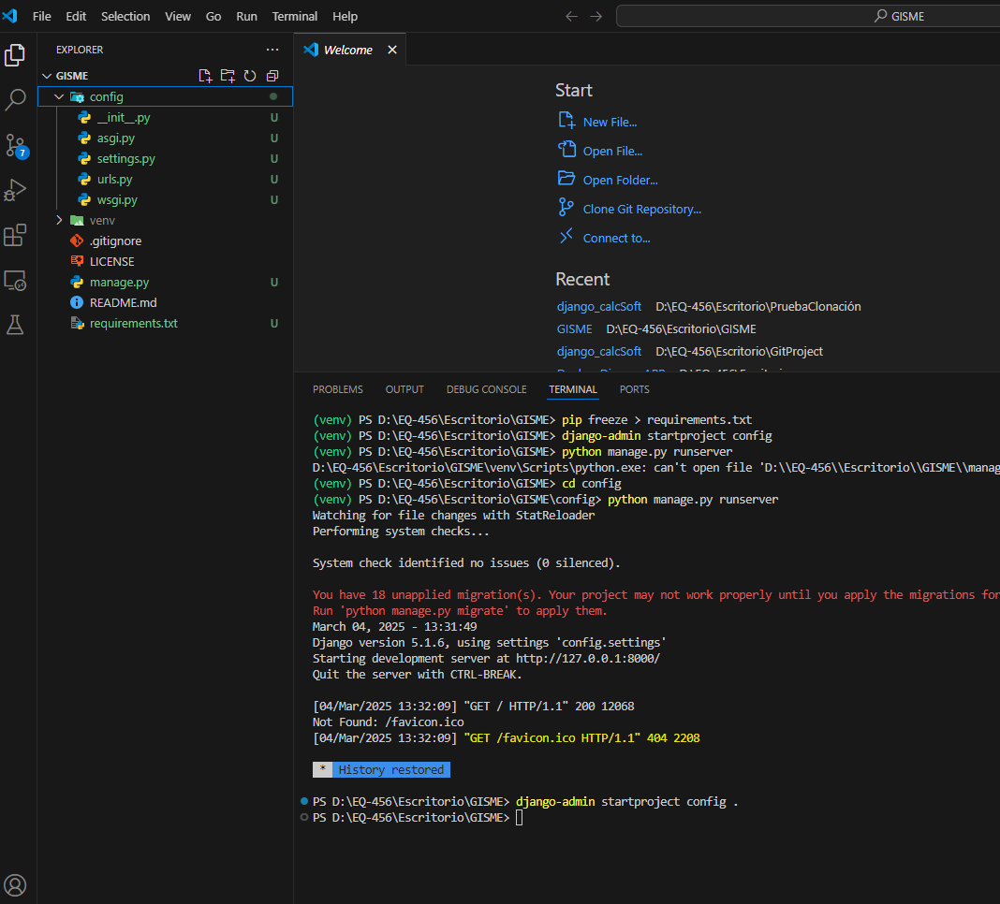 File Edit Selection View Go Run Terminal Help
GISME
EXPLORER
GISME
config
__init__.py U
asgi.py U
settings.py U
urls.py U
wsgi.py U
venv
.gitignore
LICENSE
manage.py U
README.md
requirements.txt U
7
Welcome
Start
New File...
Open File...
Open Folder...
Clone Git Repository...
Connect to...
Recent
django_calcSoft D:\EQ-456\Escritorio\PruebaClonación
GISME D:\EQ-456\Escritorio\GISME
django_calcSoft D:\EQ-456\Escritorio\GitProject
PROBLEMS OUTPUT DEBUG CONSOLE TERMINAL PORTS
(venv) PS D:\EQ-456\Escritorio\GISME> pip freeze > requirements.txt
(venv) PS D:\EQ-456\Escritorio\GISME> django-admin startproject config
(venv) PS D:\EQ-456\Escritorio\GISME> python manage.py runserver
D:\EQ-456\Escritorio\GISME\venv\Scripts\python.exe: can't open file 'D:\\EQ-456\\Escritorio\\GISME\\manag
(venv) PS D:\EQ-456\Escritorio\GISME> cd config
(venv) PS D:\EQ-456\Escritorio\GISME\config> python manage.py runserver
Watching for file changes with StatReloader
Performing system checks...
System check identified no issues (0 silenced).
You have 18 unapplied migration(s). Your project may not work properly until you apply the migrations for
Run 'python manage.py migrate' to apply them.
March 04, 2025 - 13:31:49
Django version 5.1.6, using settings 'config.settings'
Starting development server at http://127.0.0.1:8000/
Quit the server with CTRL-BREAK.
[04/Mar/2025 13:32:09] "GET / HTTP/1.1" 200 12068
Not Found: /favicon.ico
[04/Mar/2025 13:32:09] "GET /favicon.ico HTTP/1.1" 404 2208
* History restored
PS D:\EQ-456\Escritorio\GISME> django-admin startproject config .
PS D:\EQ-456\Escritorio\GISME>